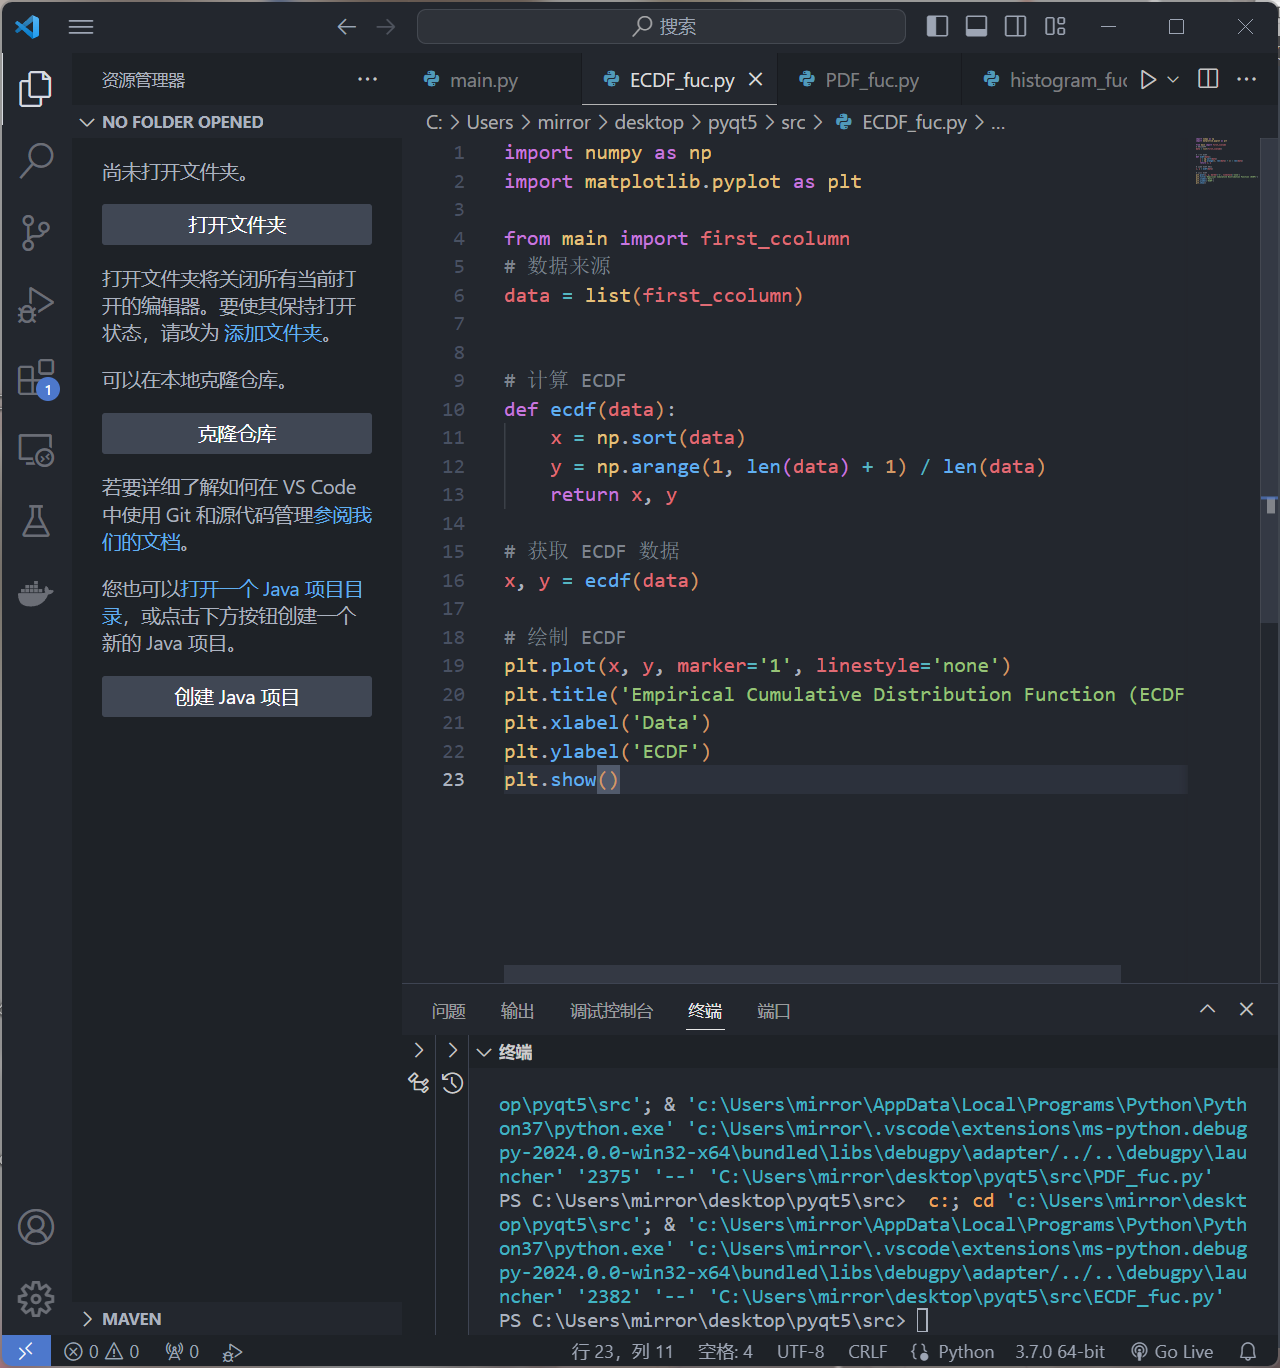 搜索
资源管理器
main.py
ECDF_fuc.py
PDF_fuc.py
histogram_fuc
NO FOLDER OPENED
尚未打开文件夹。
打开文件夹
打开文件夹将关闭所有当前打
开的编辑器。要使其保持打开
状态，请改为 添加文件夹。
可以在本地克隆仓库。
克隆仓库
若要详细了解如何在 VS Code
中使用 Git 和源代码管理参阅我
们的文档。
您也可以打开一个 Java 项目目
录，或点击下方按钮创建一个
新的 Java 项目。
创建 Java 项目
MAVEN
1
C: > Users > mirror > desktop > pyqt5 > src > ECDF_fuc.py > ...
1 import numpy as np
2 import matplotlib.pyplot as plt
3
4 from main import first_ccolumn
5 # 数据来源
6 data = list(first_ccolumn)
7
8
9 # 计算 ECDF
10 def ecdf(data):
11 x = np.sort(data)
12 y = np.arange(1, len(data) + 1) / len(data)
13 return x, y
14
15 # 获取 ECDF 数据
16 x, y = ecdf(data)
17
18 # 绘制 ECDF
19 plt.plot(x, y, marker='1', linestyle='none')
20 plt.title('Empirical Cumulative Distribution Function (ECDF
21 plt.xlabel('Data')
22 plt.ylabel('ECDF')
23 plt.show()
问题 输出 调试控制台 终端 端口
终端
op\pyqt5\src'; & 'c:\Users\mirror\AppData\Local\Programs\Python\Pyth
on37\python.exe' 'c:\Users\mirror\.vscode\extensions\ms-python.debug
py-2024.0.0-win32-x64\bundled\libs\debugpy\adapter/../..\debugpy\lau
ncher' '2375' '--' 'C:\Users\mirror\desktop\pyqt5\src\PDF_fuc.py'
PS C:\Users\mirror\desktop\pyqt5\src>  c:; cd 'c:\Users\mirror\deskt
op\pyqt5\src'; & 'c:\Users\mirror\AppData\Local\Programs\Python\Pyth
on37\python.exe' 'c:\Users\mirror\.vscode\extensions\ms-python.debug
py-2024.0.0-win32-x64\bundled\libs\debugpy\adapter/../..\debugpy\lau
ncher' '2382' '--' 'C:\Users\mirror\desktop\pyqt5\src\ECDF_fuc.py'
PS C:\Users\mirror\desktop\pyqt5\src>
0 0 0 行 23，列 11 空格: 4 UTF-8 CRLF Python 3.7.0 64-bit Go Live